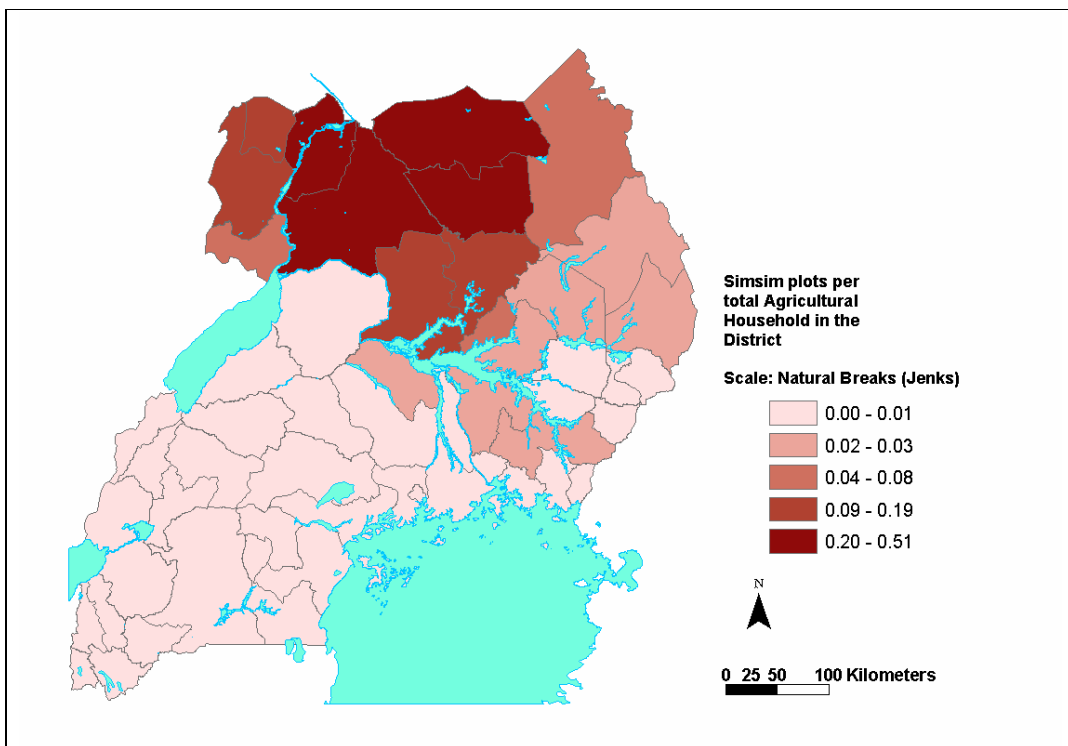 Simsim plots per
total Agricultural
Household in the
District
Scale: Natural Breaks (Jenks)
0.00 - 0.01
0.02 - 0.03
0.04 - 0.08
0.09 - 0.19
0.20 - 0.51
N
0 25 50 100 Kilometers